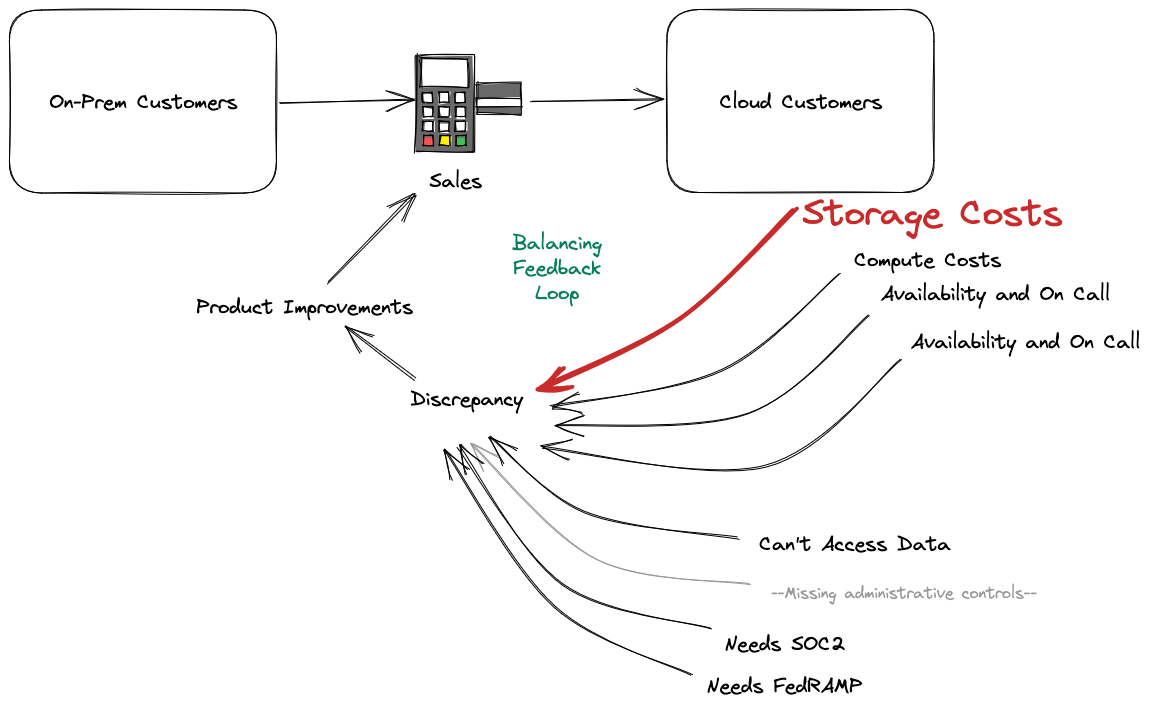 On-Prem Customers
Cloud Customers
Sales
Storage Costs
Balancing
Feedback
Loop
Compute Costs
Availability and On Call
Product Improvements
Availability and On Call
Discrepancy
Can't Access Data
--Missing administrative controls--
Needs SOC2
Needs FedRAMP